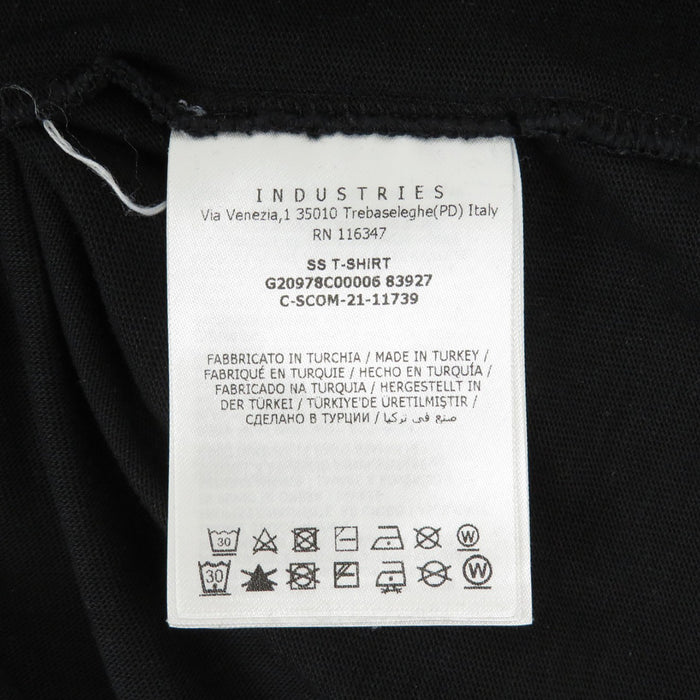 INDUSTRIES
Via Venezia,1 35010 Trebaseleghe(PD) Italy
RN 116347
SS T-SHIRT
G20978C00006 83927
C-SCOM-21-11739
FABBRICATO IN TURCHIA / MADE IN TURKEY /
FABRIQUÉ EN TURQUIE / HECHO EN TURQUÍA /
FABRICADO NA TURQUIA / HERGESTELLT IN
DER TÜRKEI / TÜRKIYE'DE ÜRETILMIŞTIR /
СДЕЛАНО В ТУРЦИИ / صنع في تركيا
30 W
30 W